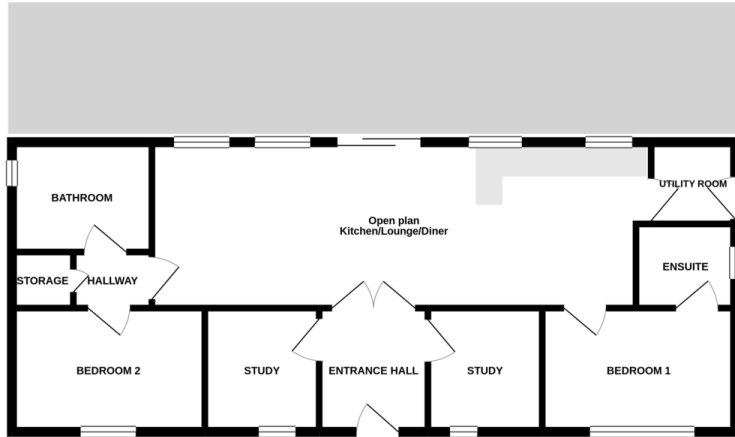 BATHROOM
UTILITY ROOM
Open plan
Kitchen/Lounge/Diner
ENSUITE
STORAGE
HALLWAY
BEDROOM 2
STUDY
ENTRANCE HALL
STUDY
BEDROOM 1